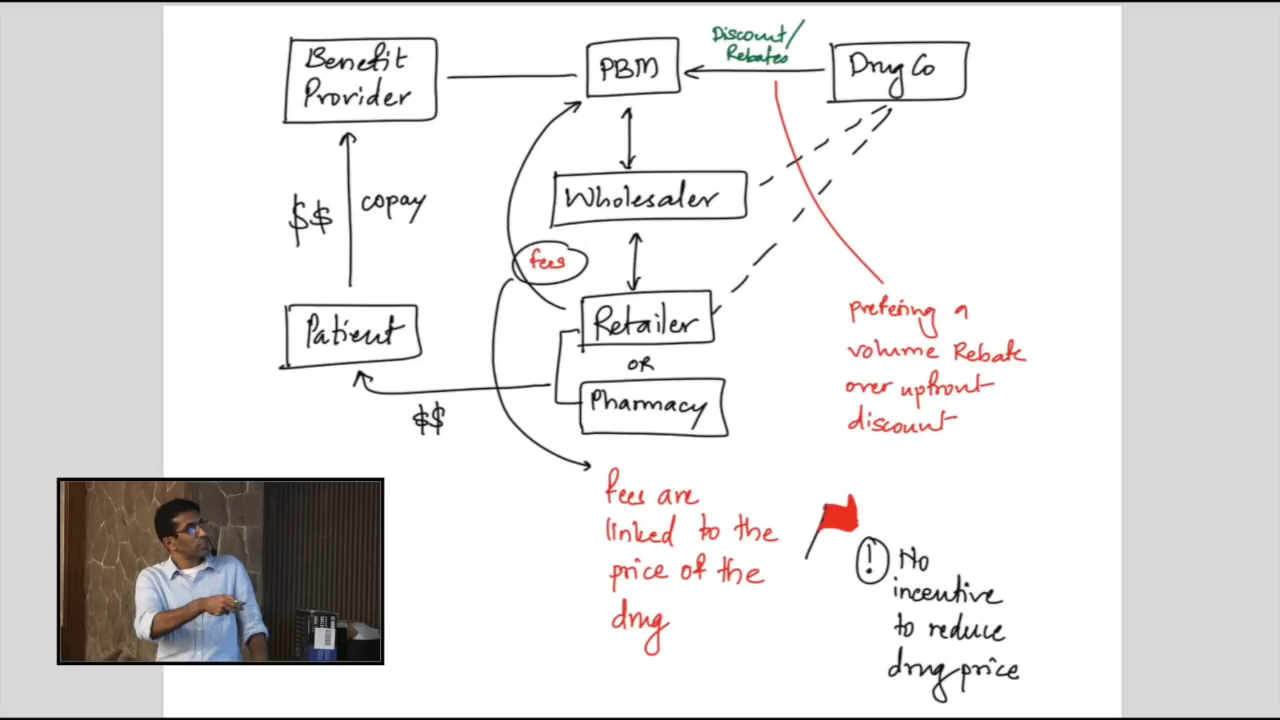 Benefit
Provider
PBM
Discount/
Rebates
Drug Co
Wholesaler
$$
copay
fees
Retailer
OR
Pharmacy
Patient
$$
prefering a
volume Rebate
over upfront
discount
fees are
linked to the
price of the
drug
! No
incentive
to reduce
drug price